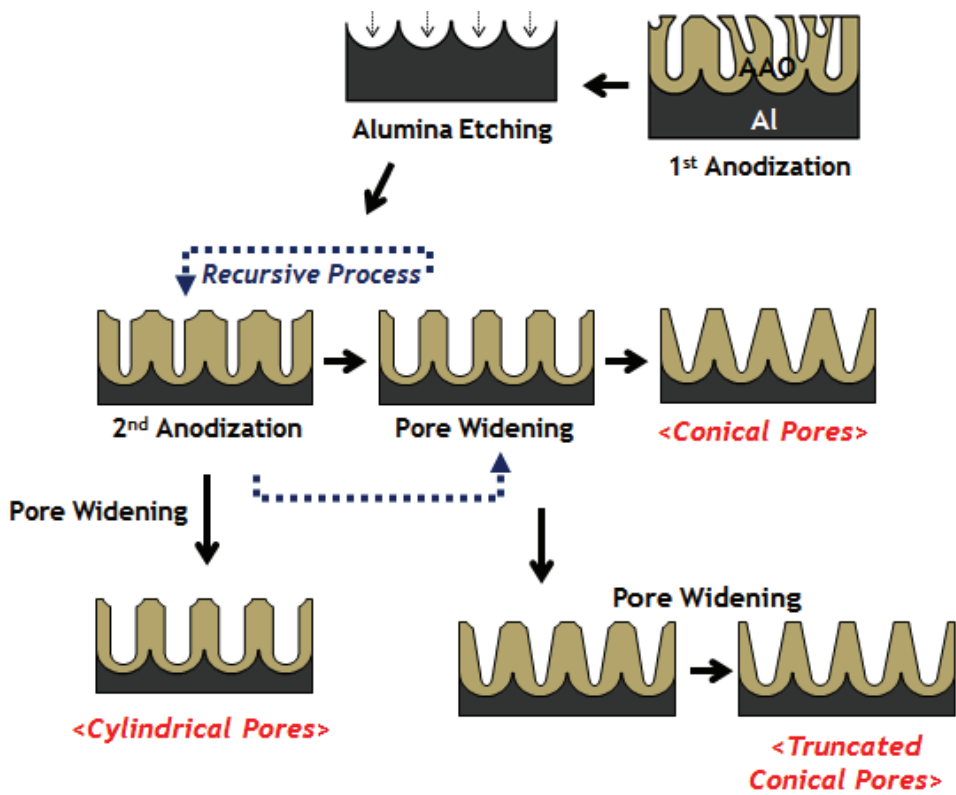 AAO
Al
Alumina Etching
1st Anodization
Recursive Process
2nd Anodization
Pore Widening
<Conical Pores>
Pore Widening
Pore Widening
<Cylindrical Pores>
<Truncated
Conical Pores>